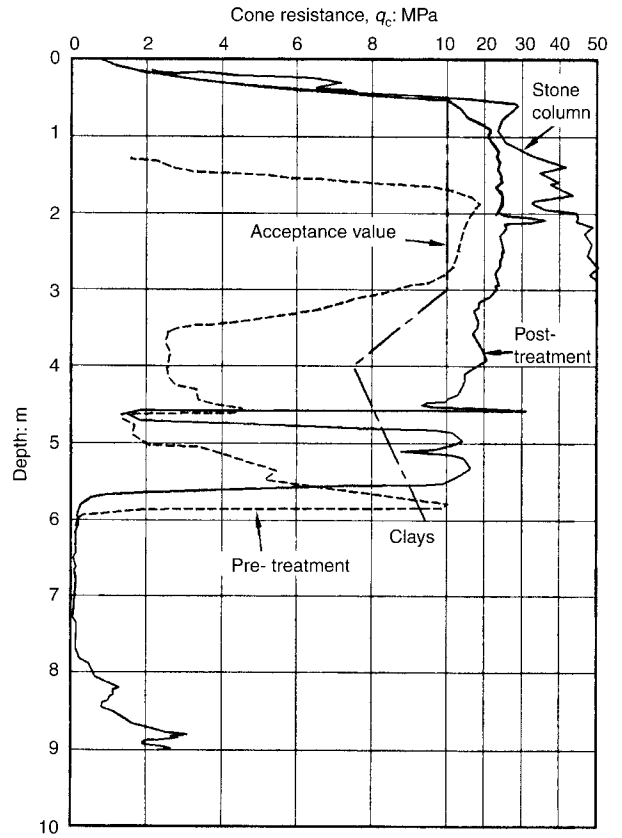 Cone resistance, qc: MPa
0 2 4 6 8 10 20 30 40 50
0
Stone
column
1
2
Acceptance value
3
Post-
treatment
4
Depth: m
5
6
Clays
Pre- treatment
7
8
9
10